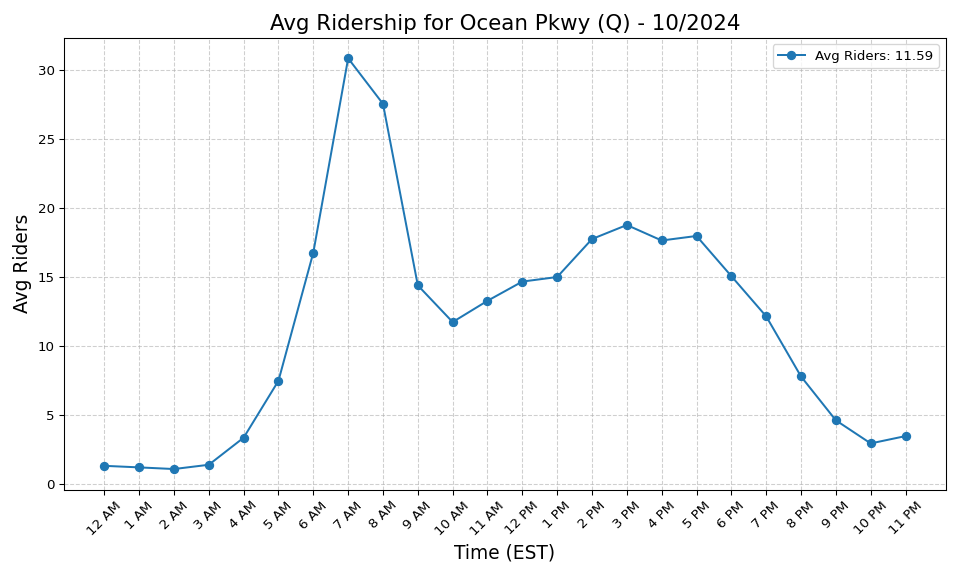 Avg Ridership for Ocean Pkwy (Q) - 10/2024
Avg Riders: 11.59
Avg Riders
30
25
20
15
10
5
0
12 AM
1 AM
2 AM
3 AM
4 AM
5 AM
6 AM
7 AM
8 AM
9 AM
10 AM
11 AM
12 PM
1 PM
2 PM
3 PM
4 PM
5 PM
6 PM
7 PM
8 PM
9 PM
10 PM
11 PM
Time (EST)